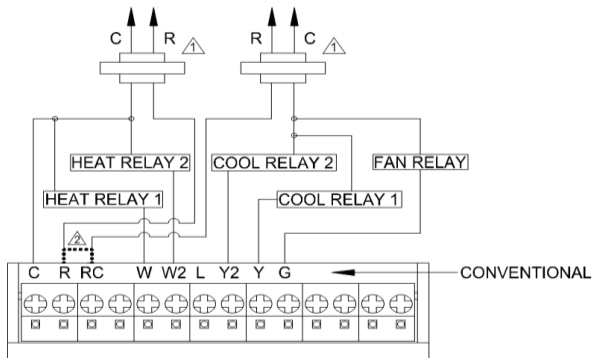 C R 1 R C 1
HEAT RELAY 2 COOL RELAY 2 FAN RELAY
HEAT RELAY 1 COOL RELAY 1
2
C R RC W W2 L Y2 Y G CONVENTIONAL